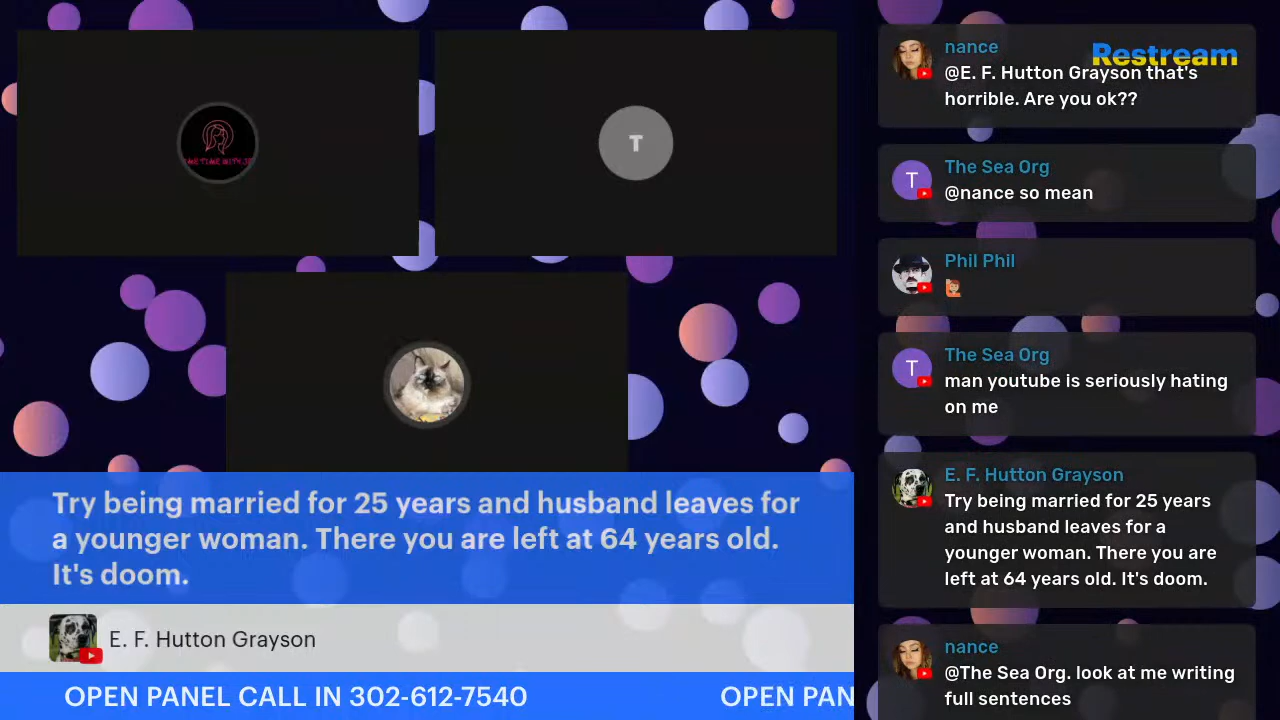 T
Try being married for 25 years and husband leaves for
a younger woman. There you are left at 64 years old.
It's doom.
E. F. Hutton Grayson
OPEN PANEL CALL IN 302-612-7540
OPEN PAN
Restream
nance
@E. F. Hutton Grayson that's
horrible. Are you ok??
T
The Sea Org
@nance so mean
Phil Phil
T
The Sea Org
man youtube is seriously hating
on me
E. F. Hutton Grayson
Try being married for 25 years
and husband leaves for a
younger woman. There you are
left at 64 years old. It's doom.
nance
@The Sea Org. look at me writing
full sentences